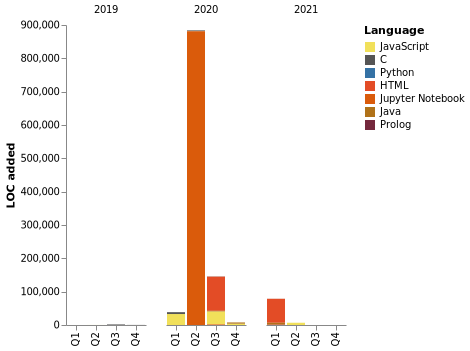 2019 2020 2021
Language
JavaScript
C
Python
HTML
Jupyter Notebook
Java
Prolog
LOC added
900,000
800,000
700,000
600,000
500,000
400,000
300,000
200,000
100,000
0
Q1 Q2 Q3 Q4 Q1 Q2 Q3 Q4 Q1 Q2 Q3 Q4